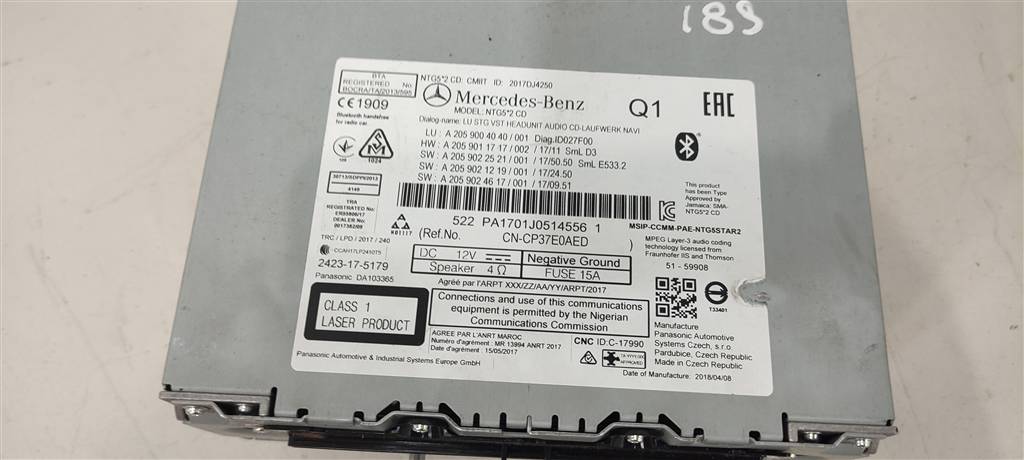 189
BTA
REGISTERED No:
BOCRA/TA/2013/595
NTG5*2 CD: CMIIT ID: 2017DJ4250
Mercedes-Benz
MODEL: NTG5*2 CD
Q1
EAC
CE1909
Bluetooth handsfree
for radio car.
Dialog-name: LU STG VST HEADUNIT AUDIO CD-LAUFWERK NAVI
LU : A 205 900 40 40 / 001 Diag.ID027F00
HW : A 205 901 17 17 / 002 / 17/11 SmL D3
SW : A 205 902 25 21 / 001 / 17/50.50 SmL E533.2
SW : A 205 902 12 19 / 001 / 17/24.50
SW : A 205 902 46 17 / 001 / 17/09.51
1024
30713/SDPPI/2013
4149
TRA
REGISTERED No:
ER55806/17
DEALER No:
0017362/09
This product
has been Type
Approved by
Jamaica: SMA-
NTG5*2 CD
522 PA1701J0514556 1
MSIP-CCMM-PAE-NTG5STAR2
H01117
(Ref.No. CN-CP37E0AED )
TRC / LPD / 2017 / 240
CCAH17LP2410T5
2423-17-5179
Panasonic DA103365
DC 12V Negative Ground
Speaker 4 Ω FUSE 15A
MPEG Layer-3 audio coding
technology licensed from
Fraunhofer IIS and Thomson
51 - 59908
Agréé par l'ARPT XXX/ZZ/AA/YY/ARPT/2017
CLASS 1
LASER PRODUCT
Connections and use of this communications
equipment is permitted by the Nigerian
Communications Commission
T33401
AGREE PAR L'ANRT MAROC
Numéro d'agrément : MR 13994 ANRT 2017
Date d'agrément : 15/05/2017
CNC ID:C-17990
Manufacture
Panasonic Automotive
Systems Czech, s.r.o
Pardubice, Czech Republic
Made in Czech Republic
Panasonic Automotive & Industrial Systems Europe GmbH
APPROVED
Date of Manufacture: 2018/04/08